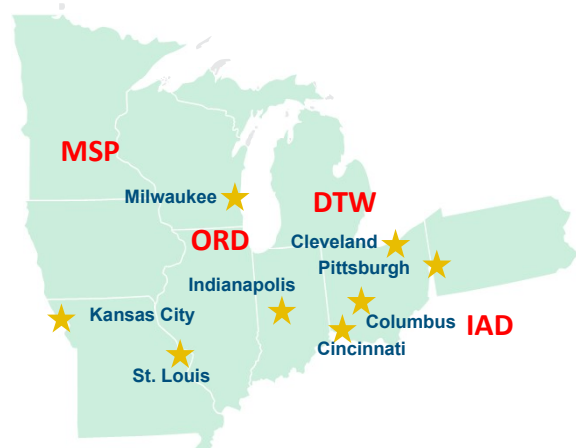 MSP
Milwaukee
DTW
ORD
Cleveland
Pittsburgh
Indianapolis
Kansas City
Columbus
IAD
Cincinnati
St. Louis